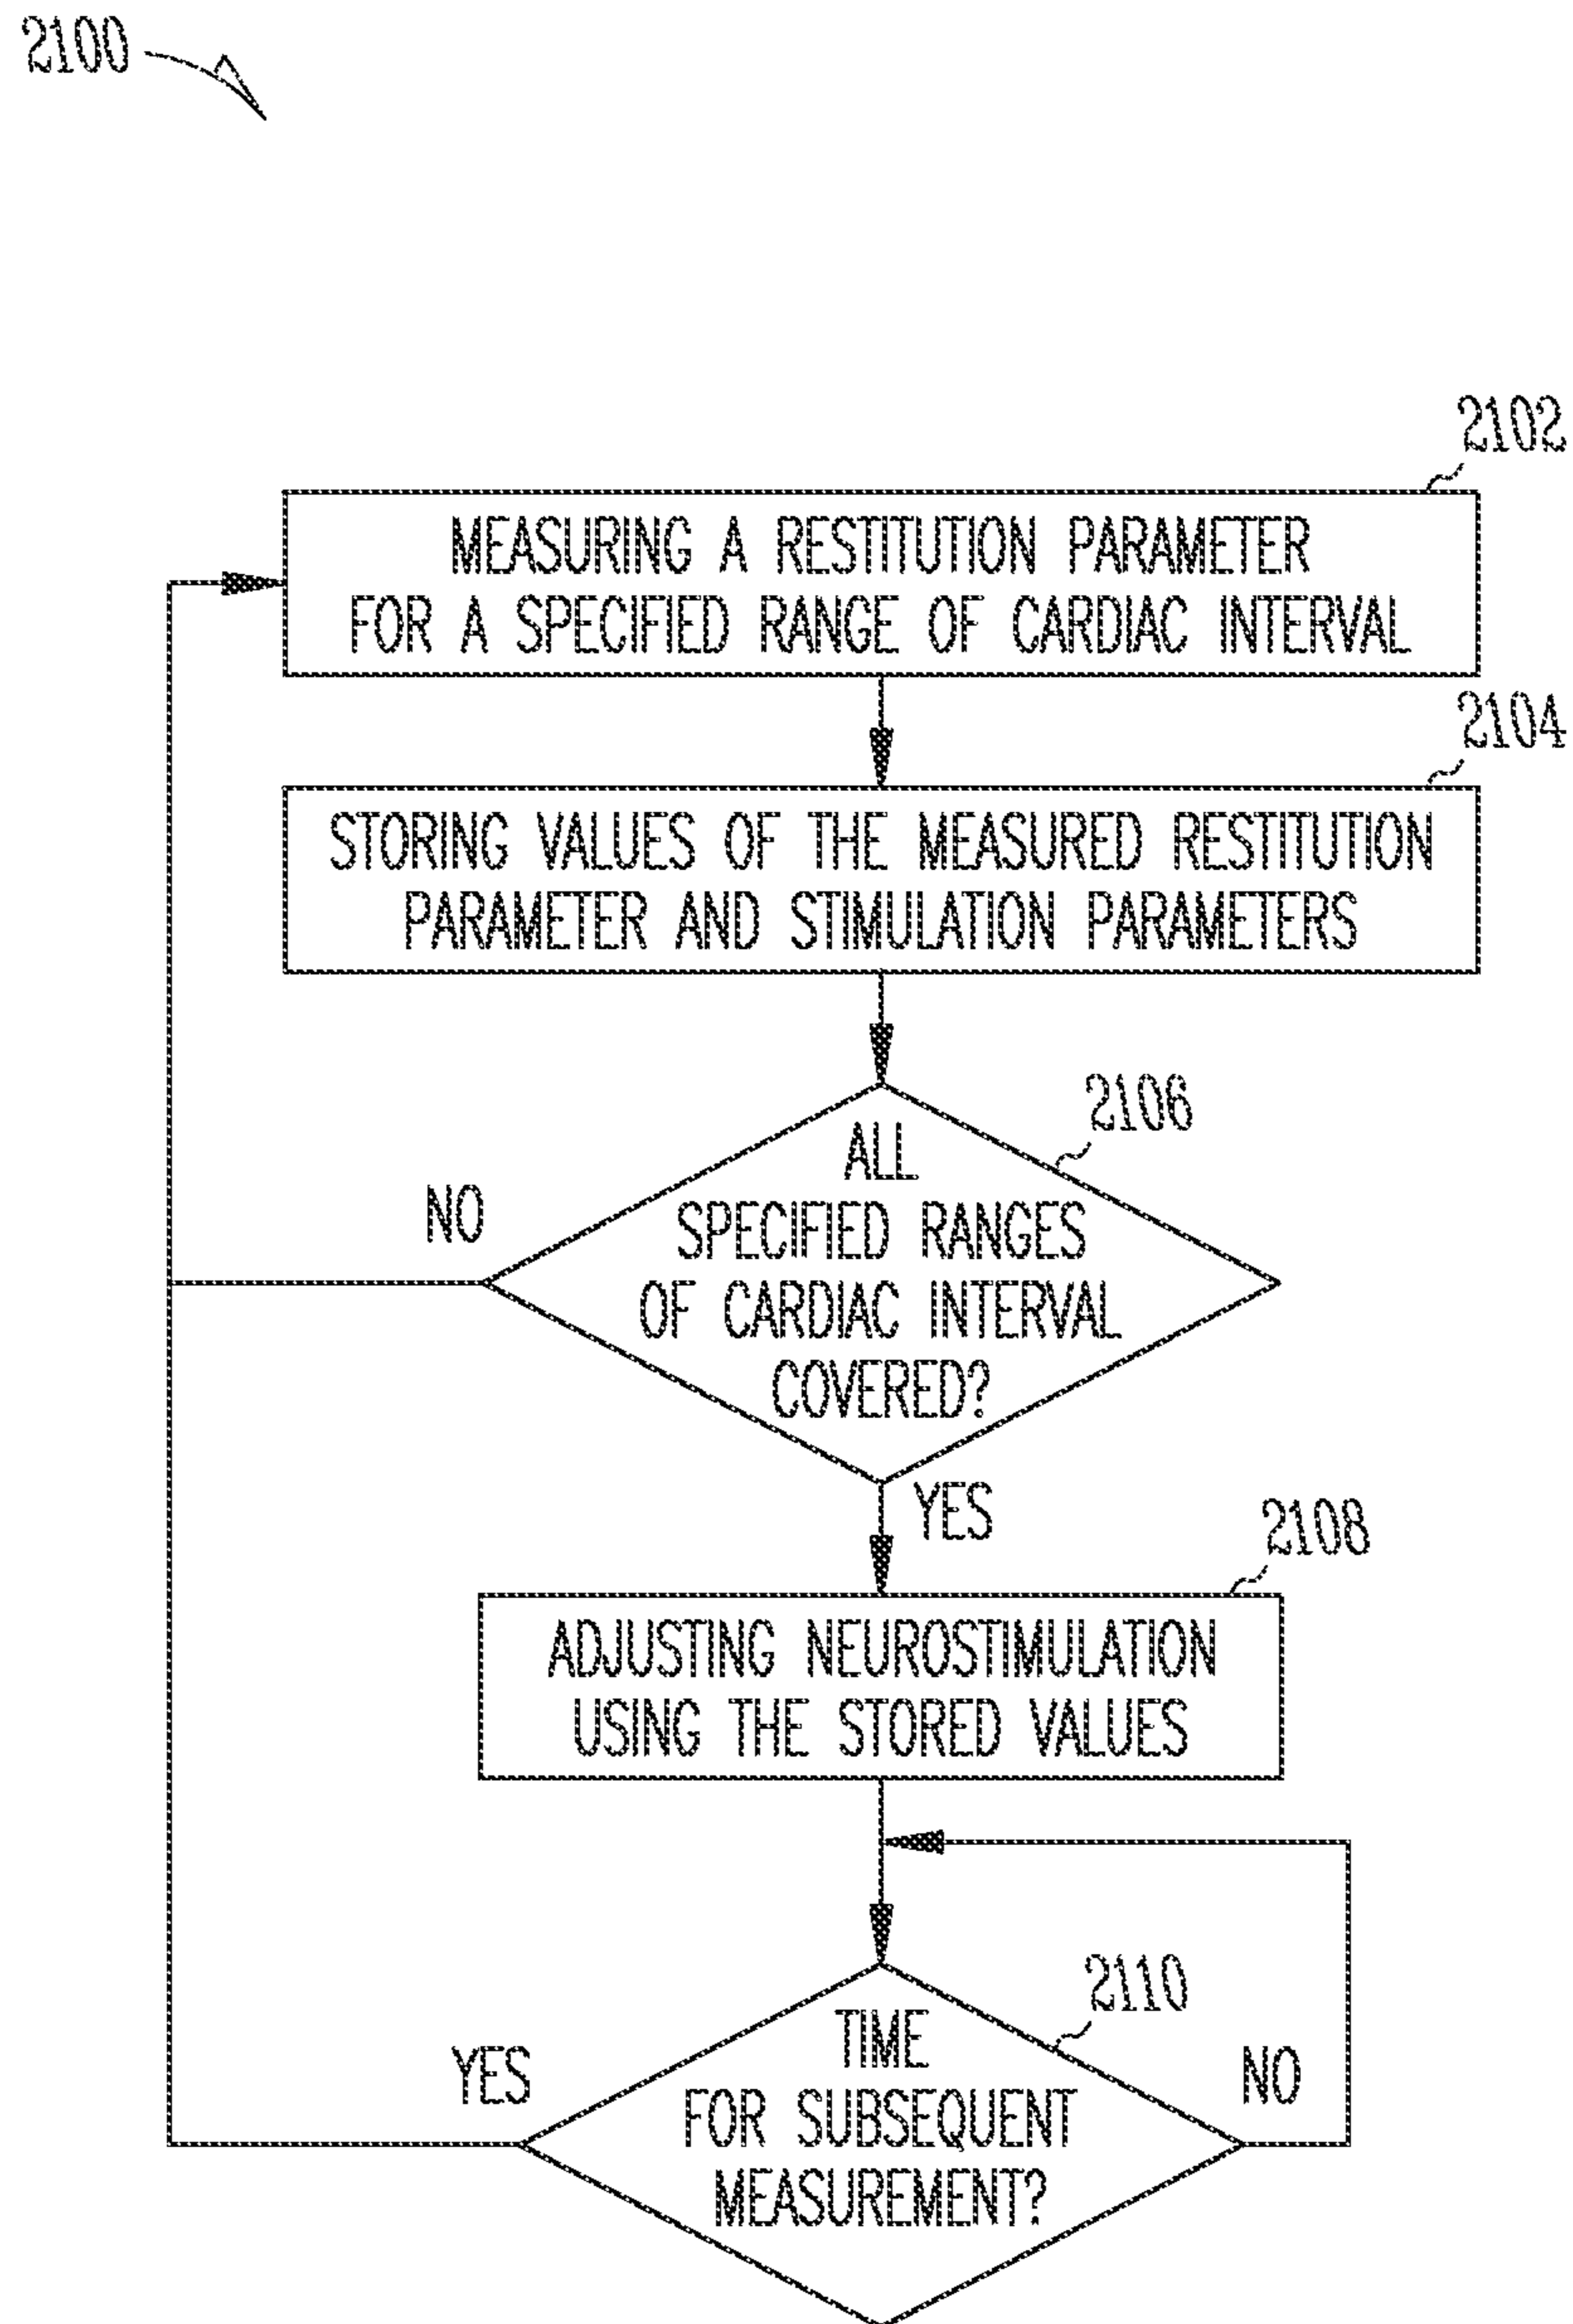 2100
2102
MEASURING A RESTITUTION PARAMETER
FOR A SPECIFIED RANGE OF CARDIAC INTERVAL
2104
STORING VALUES OF THE MEASURED RESTITUTION
PARAMETER AND STIMULATION PARAMETERS
2106
ALL
SPECIFIED RANGES
OF CARDIAC INTERVAL
COVERED?
NO
YES
2108
ADJUSTING NEUROSTIMULATION
USING THE STORED VALUES
2110
TIME
FOR SUBSEQUENT
MEASUREMENT?
YES
NO